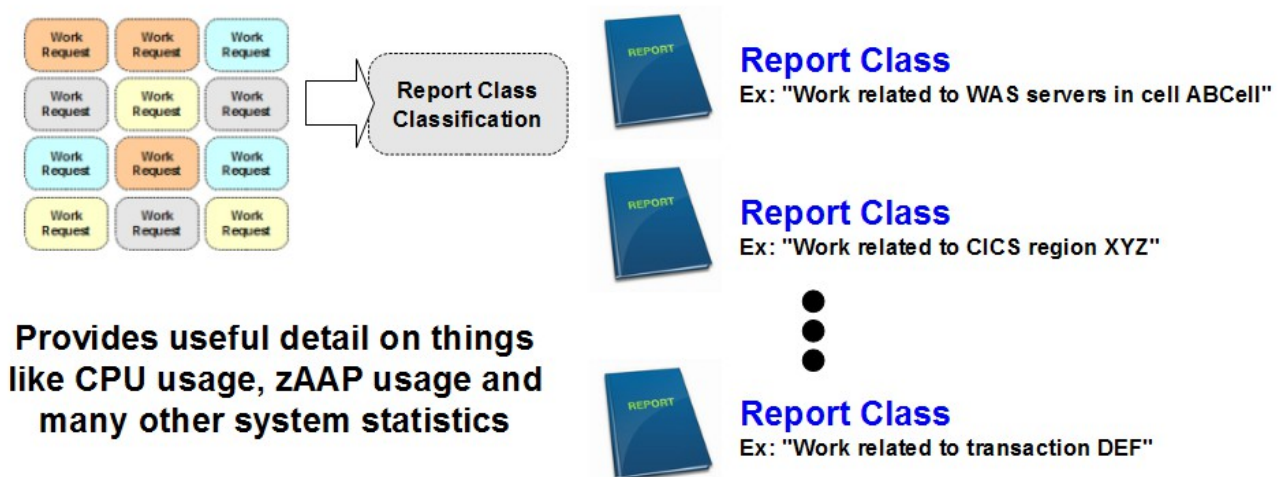 Work
Request
Work
Request
Work
Request
Work
Request
Work
Request
Work
Request
Work
Request
Work
Request
Work
Request
Work
Request
Work
Request
Work
Request
Report Class
Classification
REPORT
Report Class
Ex: "Work related to WAS servers in cell ABCell"
REPORT
Report Class
Ex: "Work related to CICS region XYZ"
Provides useful detail on things
like CPU usage, zAAP usage and
many other system statistics
REPORT
Report Class
Ex: "Work related to transaction DEF"